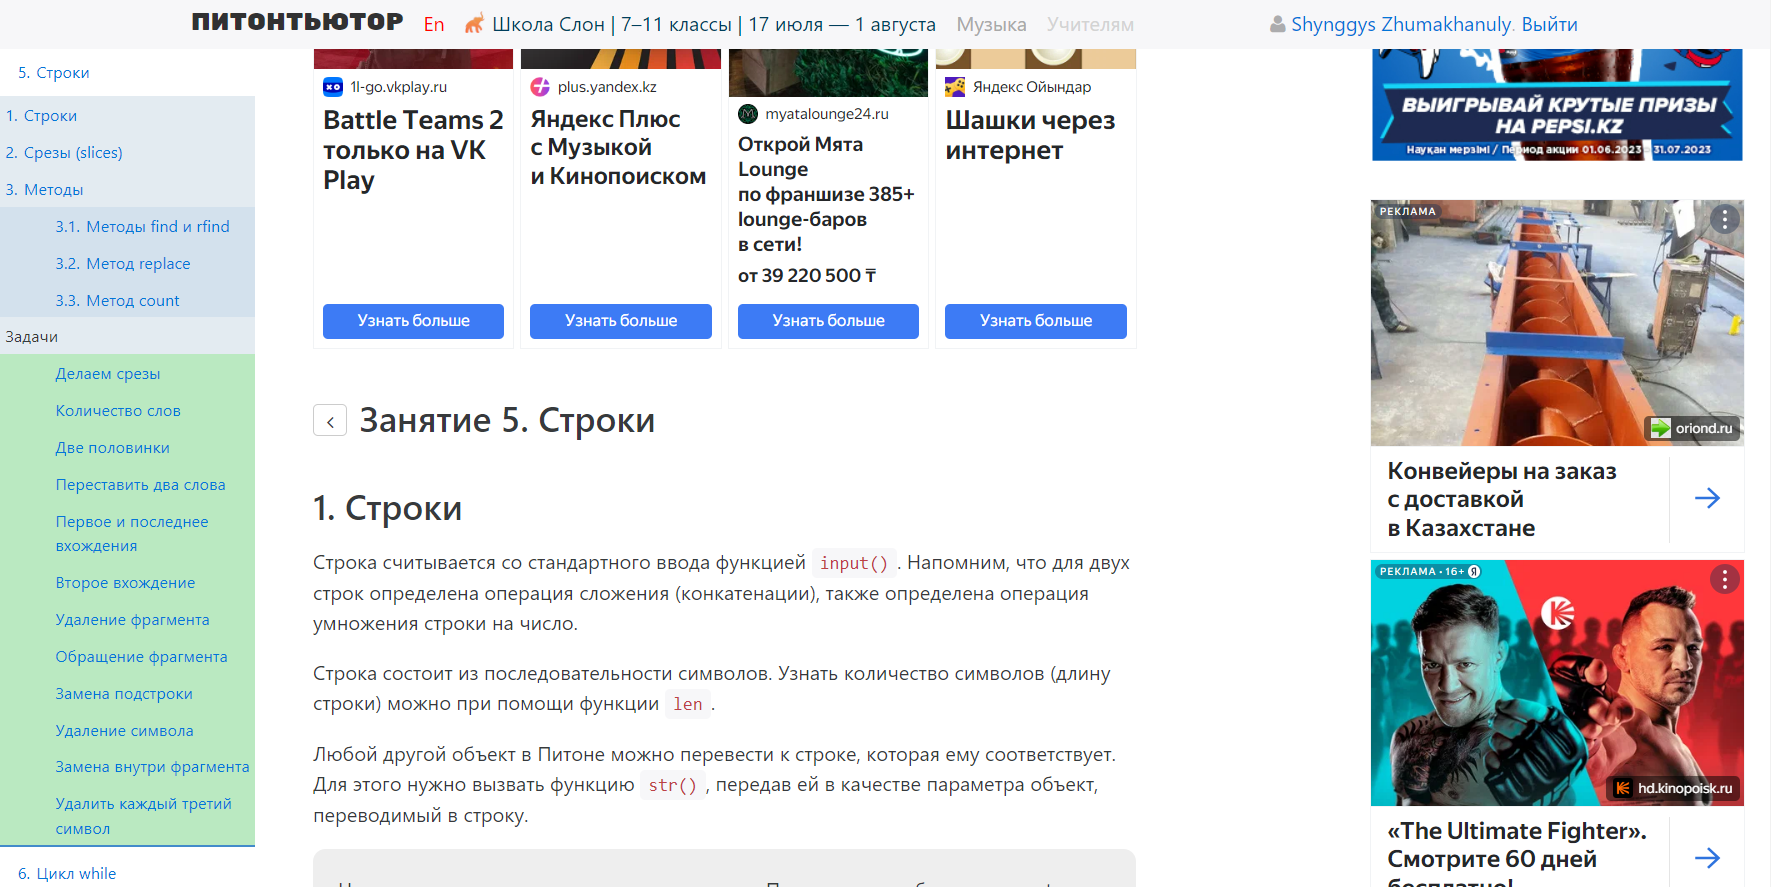 ПИТОНТЬЮТОР
En
Школа Слон | 7–11 классы | 17 июля — 1 августа
Музыка
Учителям
Shynggys Zhumakhanuly. Выйти
5. Строки
1. Строки
2. Срезы (slices)
3. Методы
3.1. Методы find и rfind
3.2. Метод replace
3.3. Метод count
Задачи
Делаем срезы
Количество слов
Две половинки
Переставить два слова
Первое и последнее
вхождения
Второе вхождение
Удаление фрагмента
Обращение фрагмента
Замена подстроки
Удаление символа
Замена внутри фрагмента
Удалить каждый третий
символ
6. Цикл while
1l-go.vkplay.ru
Battle Teams 2
только на VK
Play
Узнать больше
plus.yandex.kz
Яндекс Плюс
с Музыкой
и Кинопоиском
Узнать больше
myatalounge24.ru
Открой Мята
Lounge
по франшизе 385+
lounge-баров
в сети!
от 39 220 500 ₸
Узнать больше
Яндекс Ойындар
Шашки через
интернет
Узнать больше
Занятие 5. Строки
1. Строки
Строка считывается со стандартного ввода функцией input(). Напомним, что для двух
строк определена операция сложения (конкатенации), также определена операция
умножения строки на число.
Строка состоит из последовательности символов. Узнать количество символов (длину
строки) можно при помощи функции len.
Любой другой объект в Питоне можно перевести к строке, которая ему соответствует.
Для этого нужно вызвать функцию str(), передав ей в качестве параметра объект,
переводимый в строку.
ВЫИГРЫВАЙ КРУТЫЕ ПРИЗЫ
НА PEPSI.KZ
Науқан мерзімі / Период акции 01.06.2023 - 31.07.2023
РЕКЛАМА
oriond.ru
Конвейеры на заказ
с доставкой
в Казахстане
РЕКЛАМА • 16+ Я
hd.kinopoisk.ru
«The Ultimate Fighter».
Смотрите 60 дней
бесплатно!